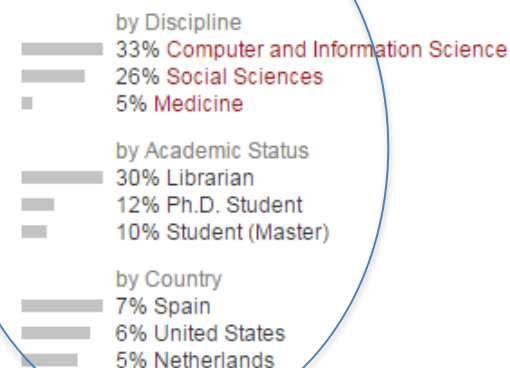 by Discipline
33% Computer and Information Science
26% Social Sciences
5% Medicine
by Academic Status
30% Librarian
12% Ph.D. Student
10% Student (Master)
by Country
7% Spain
6% United States
5% Netherlands